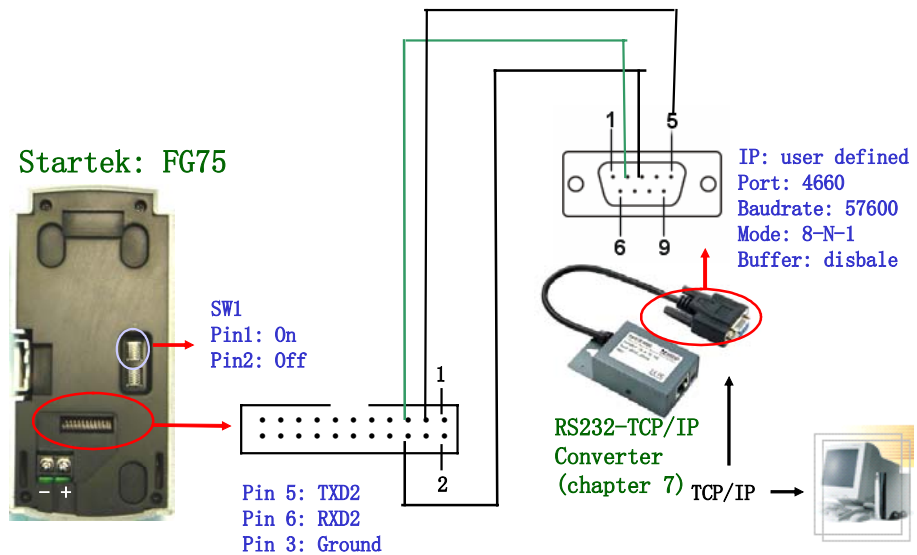 Startek: FG75
SW1
Pin1: On
Pin2: Off
- +
1
2
Pin 5: TXD2
Pin 6: RXD2
Pin 3: Ground
1 5
6 9
IP: user defined
Port: 4660
Baudrate: 57600
Mode: 8-N-1
Buffer: disbale
RS232-TCP/IP
Converter
(chapter 7)
TCP/IP